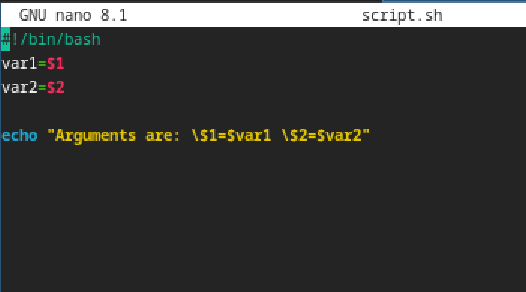 GNU nano 8.1 script.sh
#!/bin/bash
var1=$1
var2=$2
echo "Arguments are: \$1=$var1 \$2=$var2"